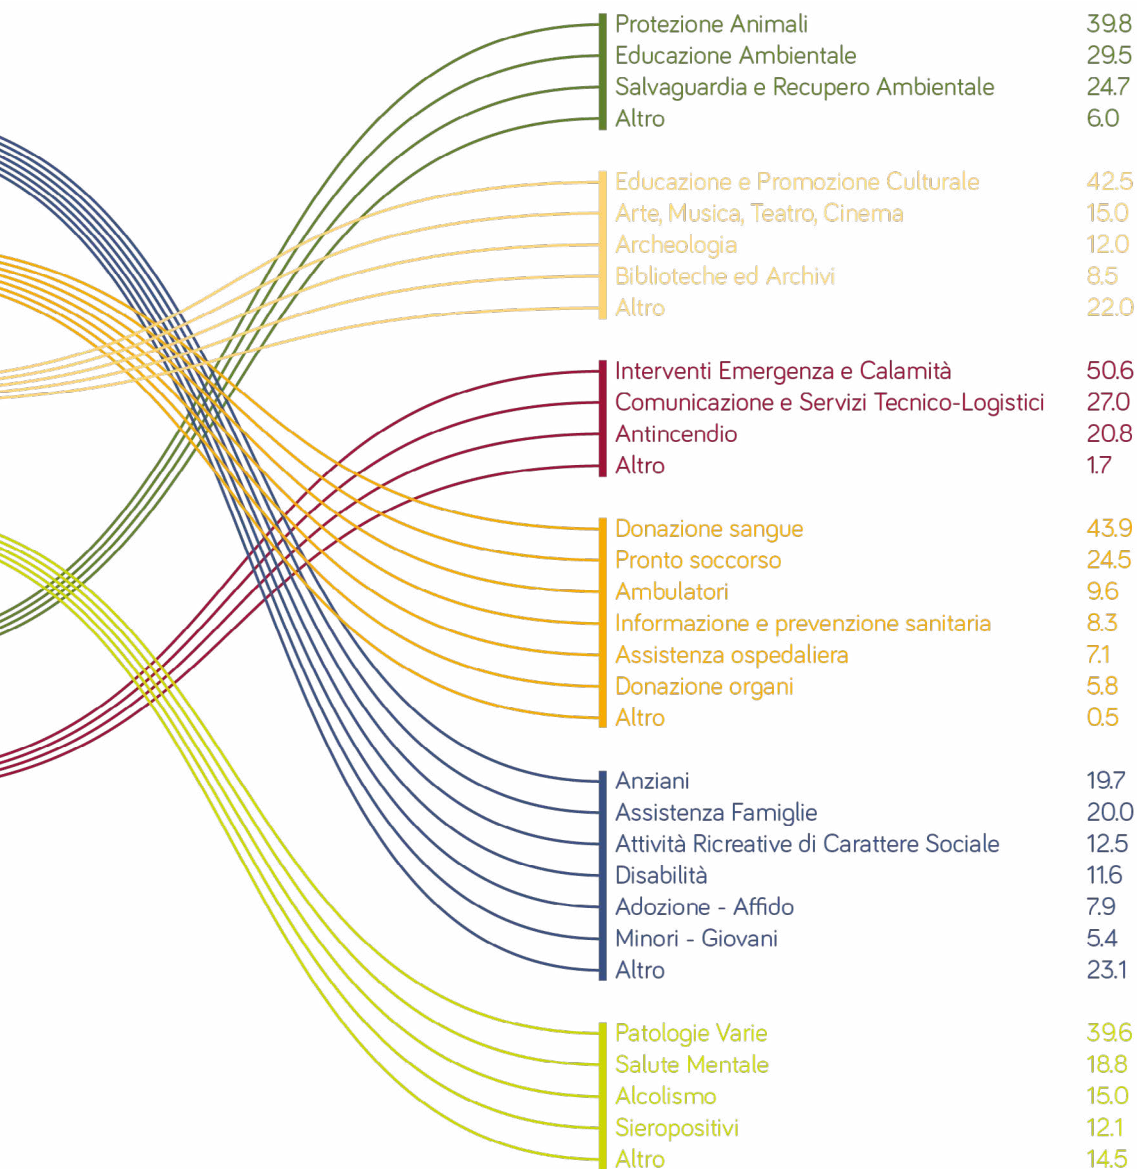 Protezione Animali 39.8
Educazione Ambientale 29.5
Salvaguardia e Recupero Ambientale 24.7
Altro 6.0
Educazione e Promozione Culturale 42.5
Arte, Musica, Teatro, Cinema 15.0
Archeologia 12.0
Biblioteche ed Archivi 8.5
Altro 22.0
Interventi Emergenza e Calamità 50.6
Comunicazione e Servizi Tecnico-Logistici 27.0
Antincendio 20.8
Altro 1.7
Donazione sangue 43.9
Pronto soccorso 24.5
Ambulatori 9.6
Informazione e prevenzione sanitaria 8.3
Assistenza ospedaliera 7.1
Donazione organi 5.8
Altro 0.5
Anziani 19.7
Assistenza Famiglie 20.0
Attività Ricreative di Carattere Sociale 12.5
Disabilità 11.6
Adozione - Affido 7.9
Minori - Giovani 5.4
Altro 23.1
Patologie Varie 39.6
Salute Mentale 18.8
Alcolismo 15.0
Sieropositivi 12.1
Altro 14.5